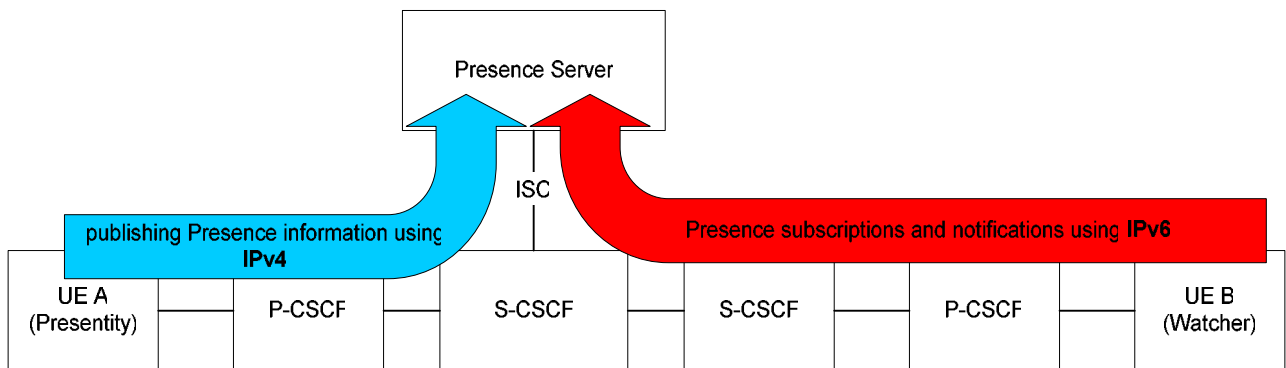 Presence Server
ISC
publishing Presence information using
IPv4
Presence subscriptions and notifications using IPv6
UE A
(Presentity)
P-CSCF
S-CSCF
S-CSCF
P-CSCF
UE B
(Watcher)